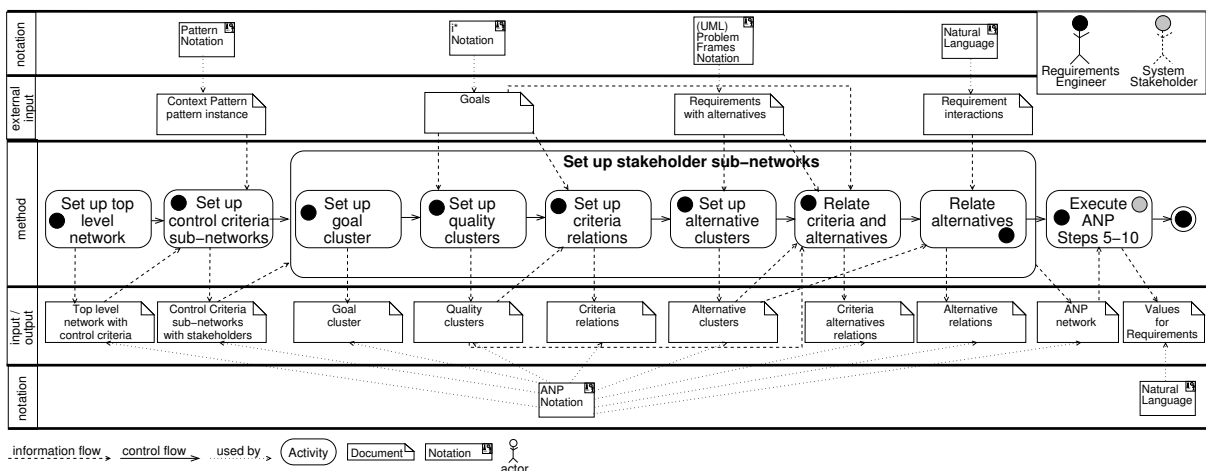 notation
Pattern
Notation
i*
Notation
(UML)
Problem
Frames
Notation
Natural
Language
Requirements
Engineer
System
Stakeholder
external
input
Context Pattern
pattern instance
Goals
Requirements
with alternatives
Requirement
interactions
method
Set up stakeholder sub−networks
Set up top
level
network
Set up
control criteria
sub−networks
Set up
goal
cluster
Set up
quality
clusters
Set up
criteria
relations
Set up
alternative
clusters
Relate
criteria and
alternatives
Relate
alternatives
Execute
ANP
Steps 5−10
input /
output
Top level
network with
control criteria
Control Criteria
sub−networks
with stakeholders
Goal
cluster
Quality
clusters
Criteria
relations
Alternative
clusters
Criteria
alternatives
relations
Alternative
relations
ANP
network
Values
for
Requirements
notation
ANP
Notation
Natural
Language
information flow
control flow
used by
Activity
Document
Notation
actor